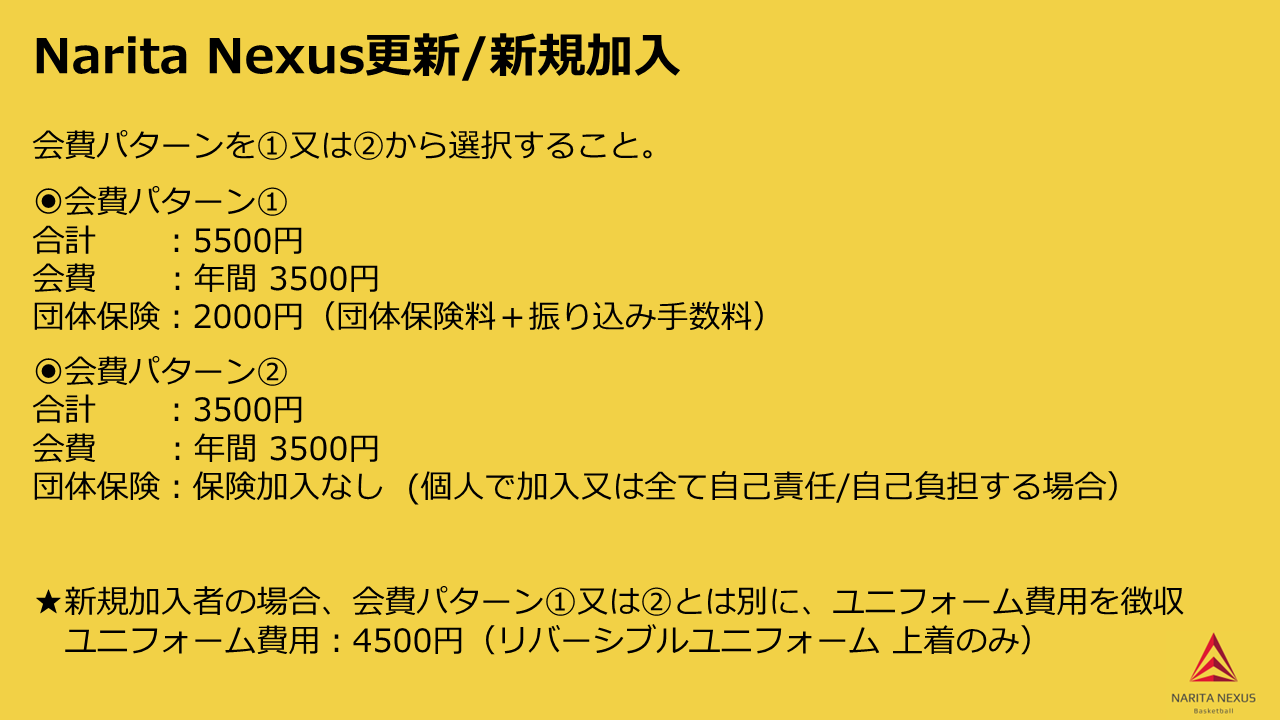 Narita Nexus更新/新規加入
会費パターンを①又は②から選択すること。
◉会費パターン①
合計　　：5500円
会費　　：年間 3500円
団体保険：2000円（団体保険料＋振り込み手数料）
◉会費パターン②
合計　　：3500円
会費　　：年間 3500円
団体保険：保険加入なし (個人で加入又は全て自己責任/自己負担する場合）
★新規加入者の場合、会費パターン①又は②とは別に、ユニフォーム費用を徴収
ユニフォーム費用：4500円（リバーシブルユニフォーム 上着のみ）
NARITA NEXUS
Basketball